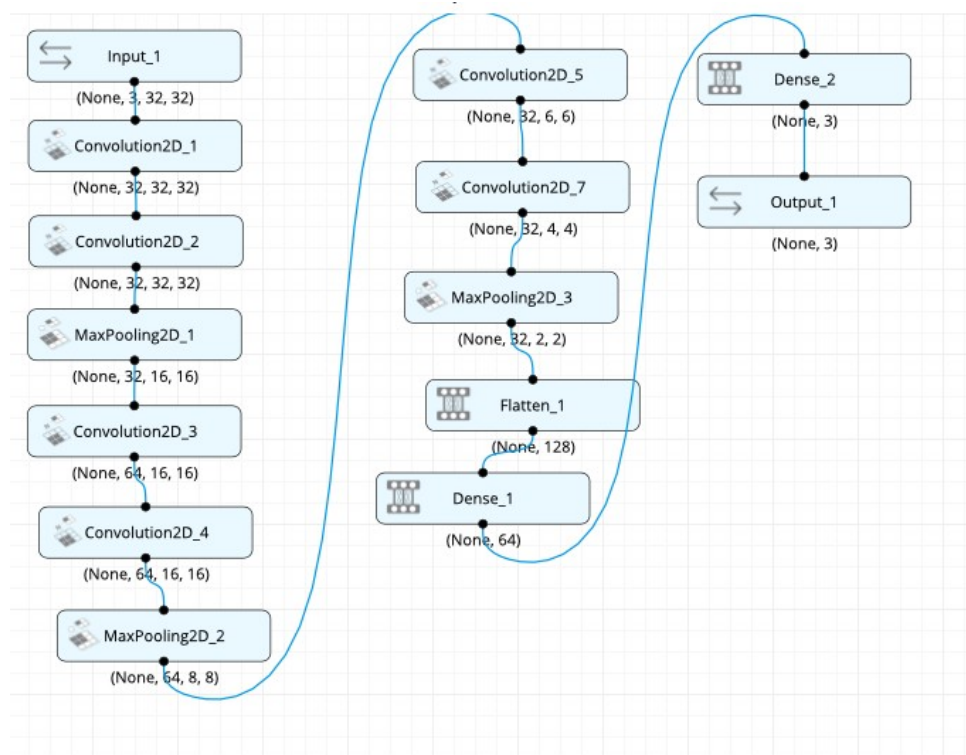 Input_1
(None, 3, 32, 32)
Convolution2D_1
(None, 32, 32, 32)
Convolution2D_2
(None, 32, 32, 32)
MaxPooling2D_1
(None, 32, 16, 16)
Convolution2D_3
(None, 64, 16, 16)
Convolution2D_4
(None, 64, 16, 16)
MaxPooling2D_2
(None, 64, 8, 8)
Convolution2D_5
(None, 32, 6, 6)
Convolution2D_7
(None, 32, 4, 4)
MaxPooling2D_3
(None, 32, 2, 2)
Flatten_1
(None, 128)
Dense_1
(None, 64)
Dense_2
(None, 3)
Output_1
(None, 3)